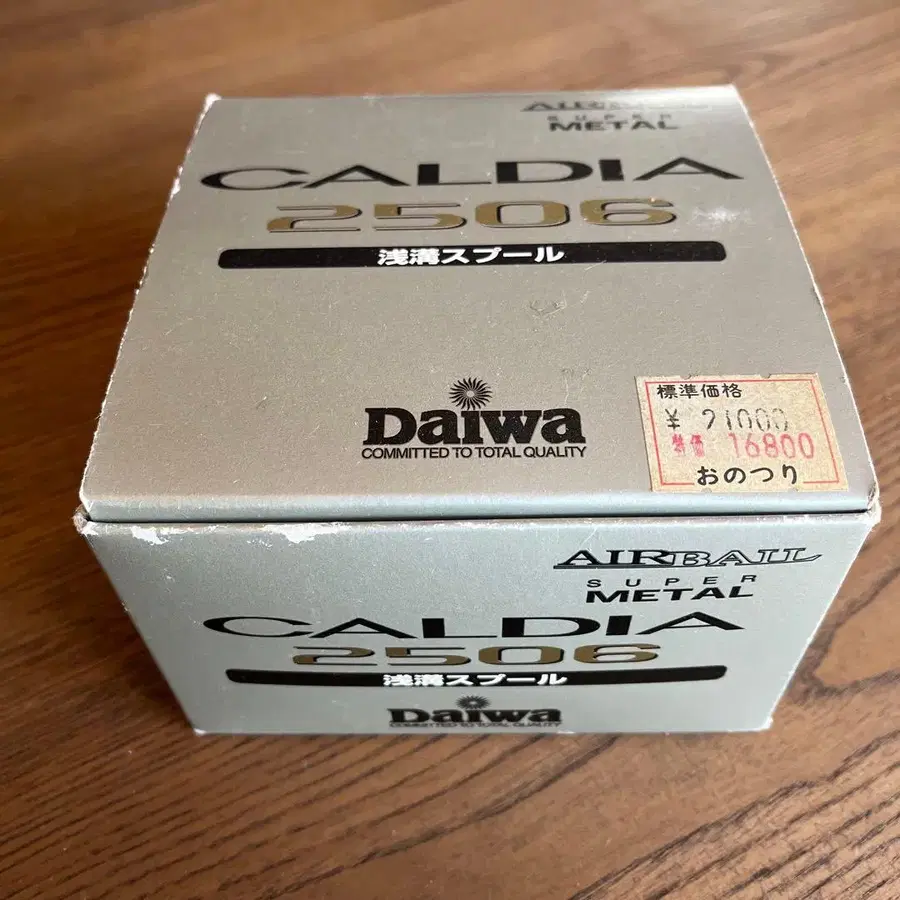 AIRBAIL
SUPER
METAL
CALDIA
2506
浅溝スプール
Daiwa
COMMITTED TO TOTAL QUALITY
標準価格
¥ 21000
特価 16800
おのつり
AIRBAIL
SUPER
METAL
CALDIA
2506
浅溝スプール
Daiwa
COMMITTED TO TOTAL QUALITY